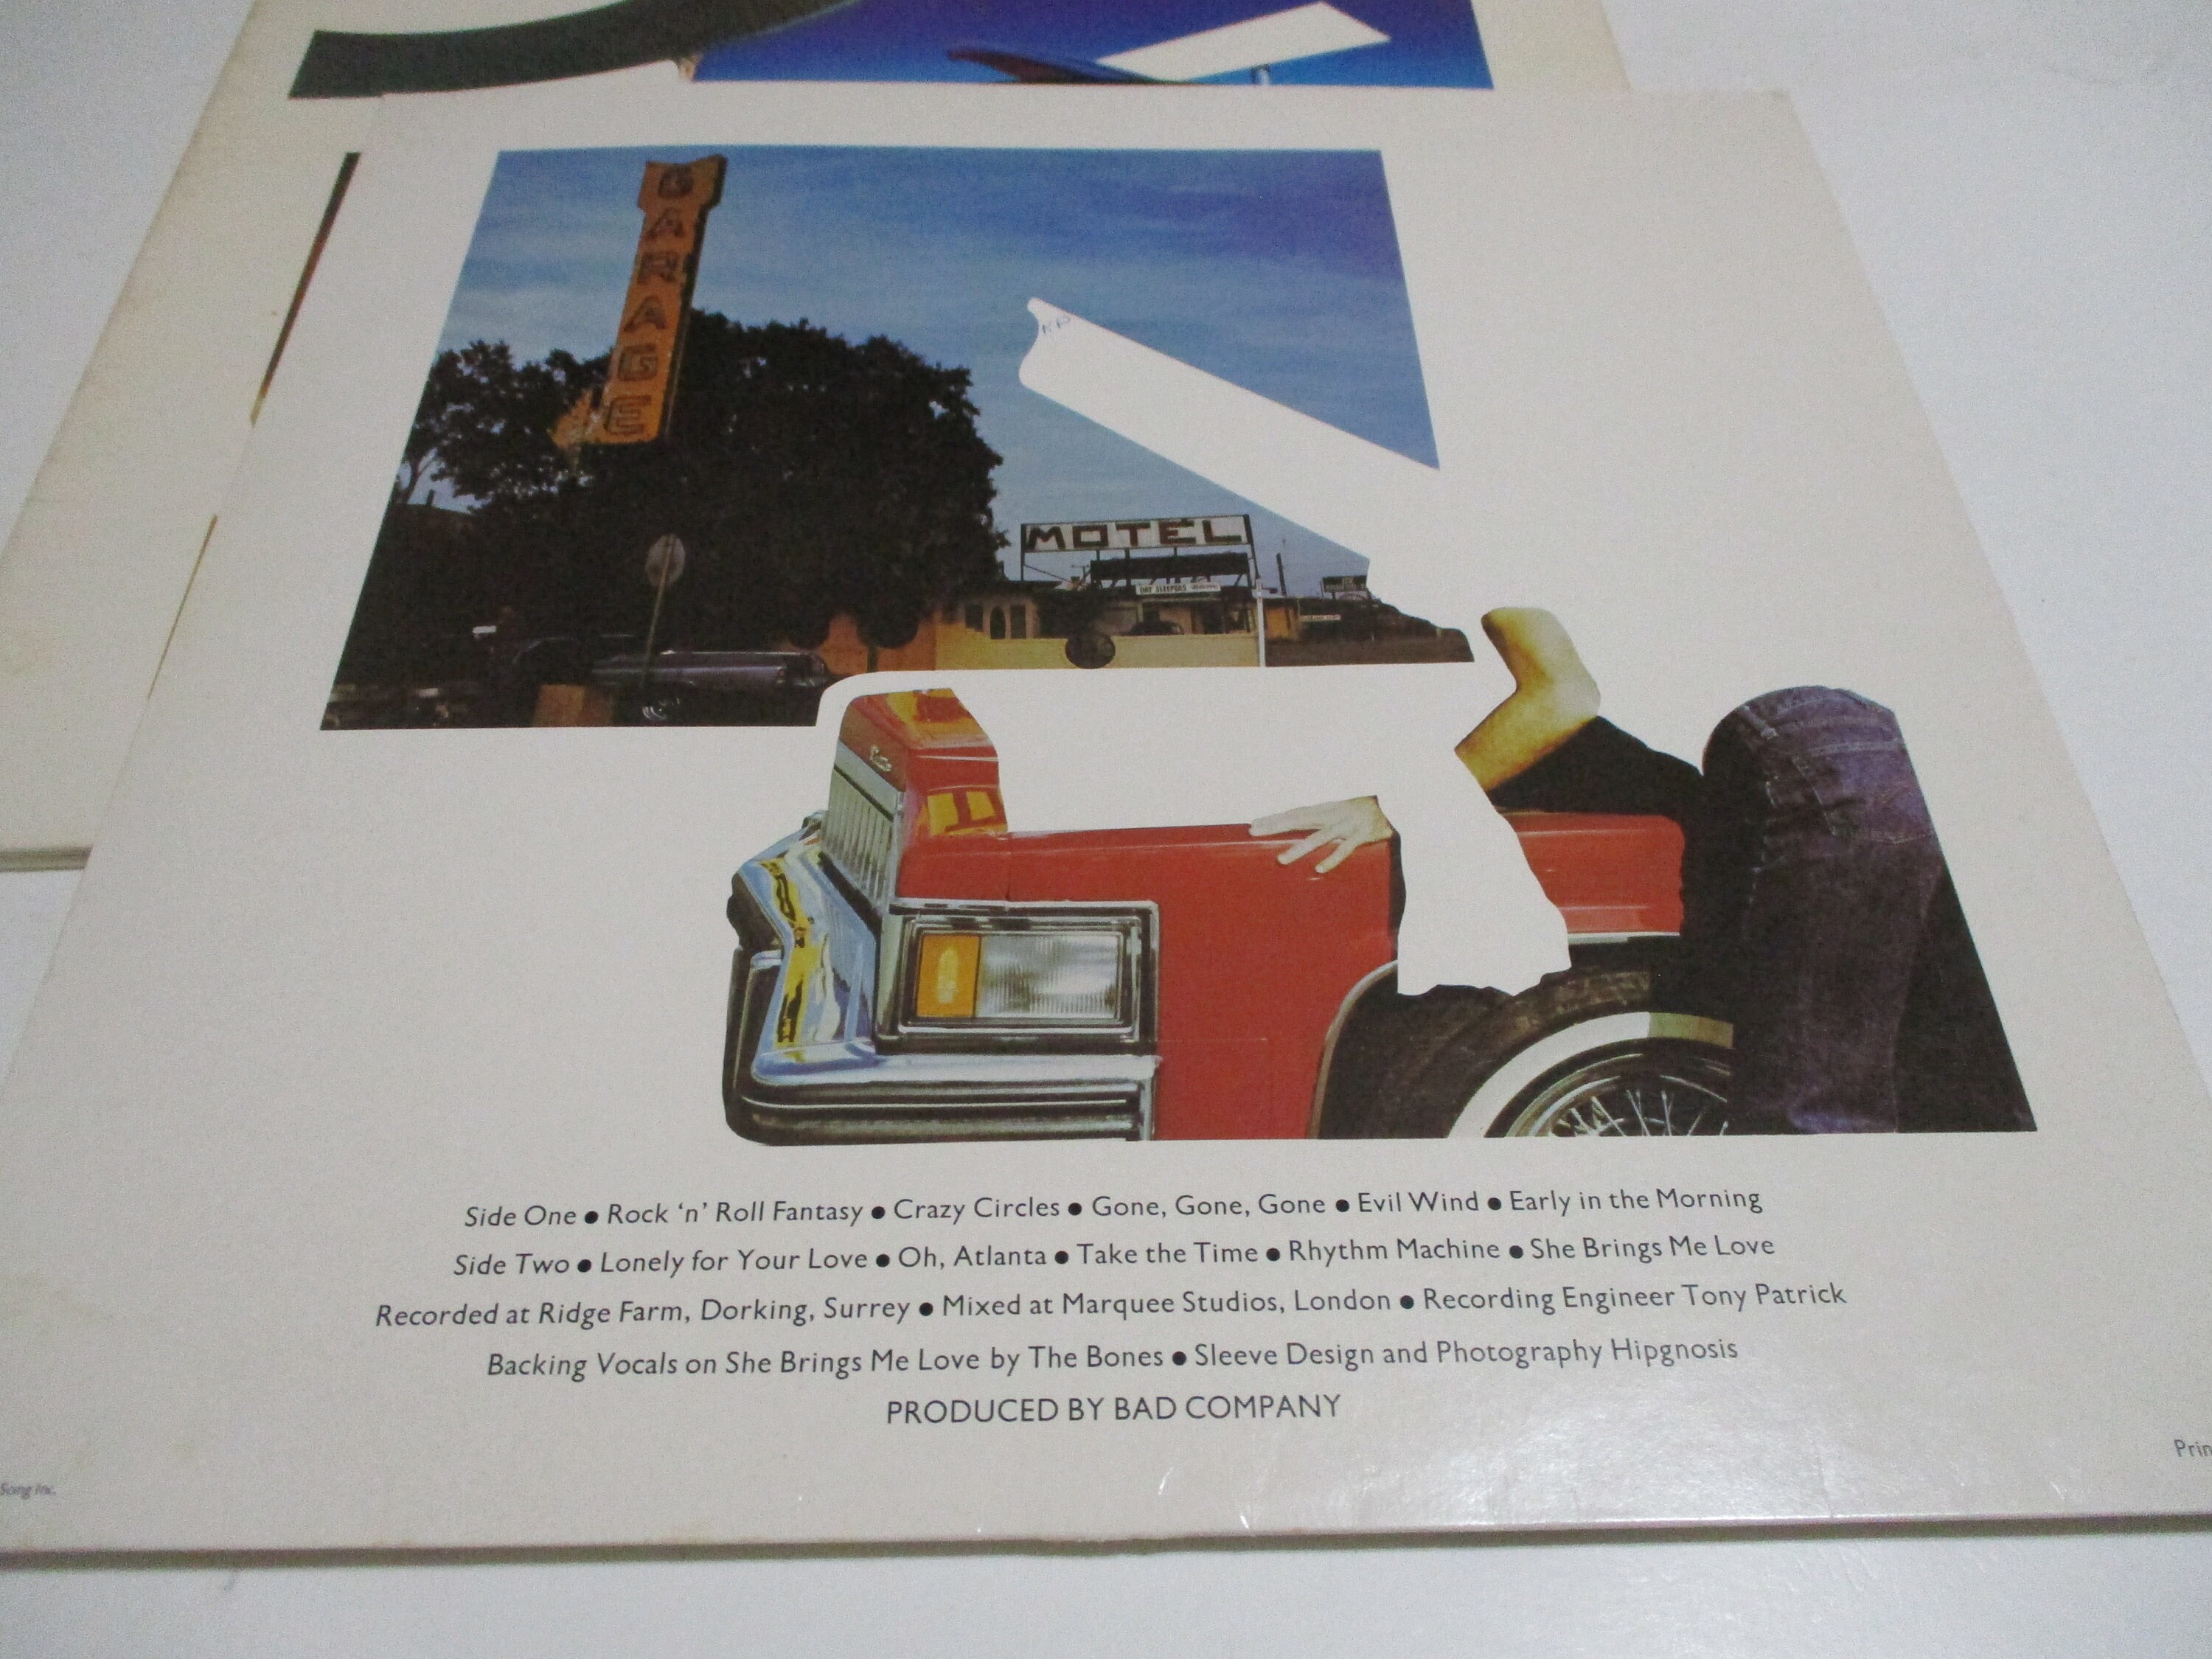 GARAGE
MOTEL
Side One ● Rock 'n' Roll Fantasy ● Crazy Circles ● Gone, Gone, Gone ● Evil Wind ● Early in the Morning
Side Two ● Lonely for Your Love ● Oh, Atlanta ● Take the Time ● Rhythm Machine ● She Brings Me Love
Recorded at Ridge Farm, Dorking, Surrey ● Mixed at Marquee Studios, London ● Recording Engineer Tony Patrick
Backing Vocals on She Brings Me Love by The Bones ● Sleeve Design and Photography Hipgnosis
PRODUCED BY BAD COMPANY
Prin
Song Inc.